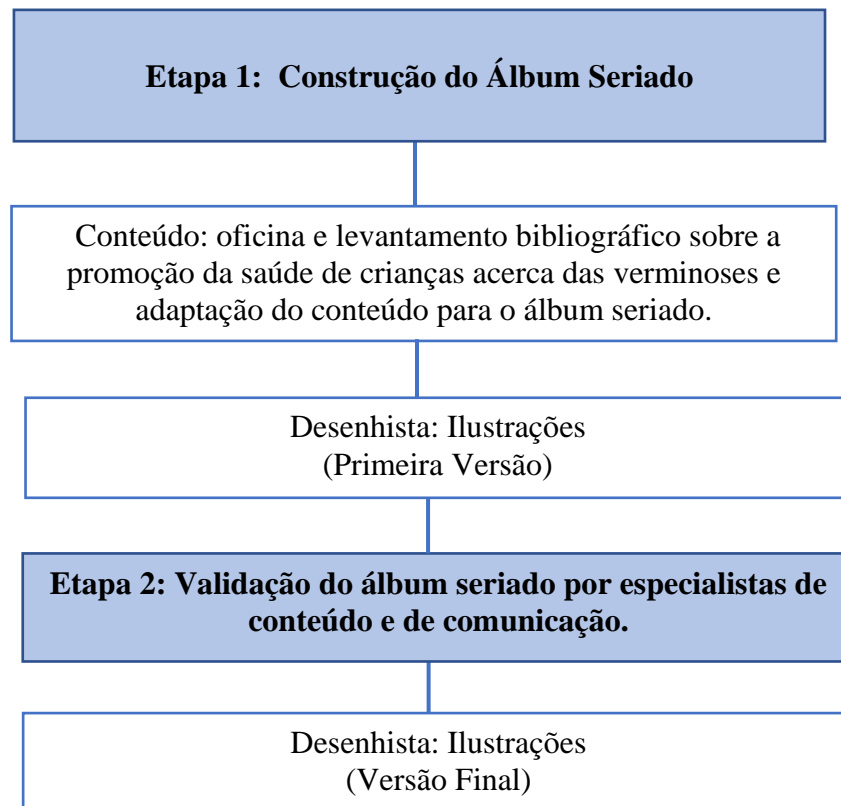 Etapa 1:  Construção do Álbum Seriado
Conteúdo: oficina e levantamento bibliográfico sobre a
promoção da saúde de crianças acerca das verminoses e
adaptação do conteúdo para o álbum seriado.
Desenhista: Ilustrações
(Primeira Versão)
Etapa 2: Validação do álbum seriado por especialistas de
conteúdo e de comunicação.
Desenhista: Ilustrações
(Versão Final)